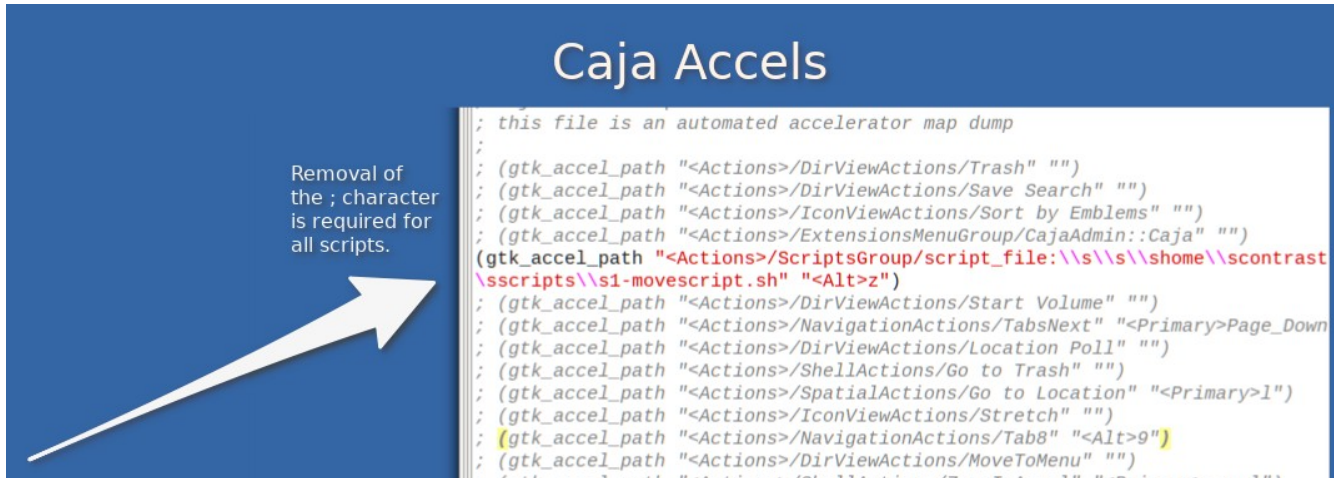 Caja Accels
Removal of
the ; character
is required for
all scripts.
; this file is an automated accelerator map dump
;
; (gtk_accel_path "<Actions>/DirViewActions/Trash" "")
; (gtk_accel_path "<Actions>/DirViewActions/Save Search" "")
; (gtk_accel_path "<Actions>/IconViewActions/Sort by Emblems" "")
; (gtk_accel_path "<Actions>/ExtensionsMenuGroup/CajaAdmin::Caja" "")
(gtk_accel_path "<Actions>/ScriptsGroup/script_file:\\s\\s\\shome\\scontrast
\sscripts\\s1-movescript.sh" "<Alt>z")
; (gtk_accel_path "<Actions>/DirViewActions/Start Volume" "")
; (gtk_accel_path "<Actions>/NavigationActions/TabsNext" "<Primary>Page_Down
; (gtk_accel_path "<Actions>/DirViewActions/Location Poll" "")
; (gtk_accel_path "<Actions>/ShellActions/Go to Trash" "")
; (gtk_accel_path "<Actions>/SpatialActions/Go to Location" "<Primary>l")
; (gtk_accel_path "<Actions>/IconViewActions/Stretch" "")
; (gtk_accel_path "<Actions>/NavigationActions/Tab8" "<Alt>9")
; (gtk_accel_path "<Actions>/DirViewActions/MoveToMenu" "")